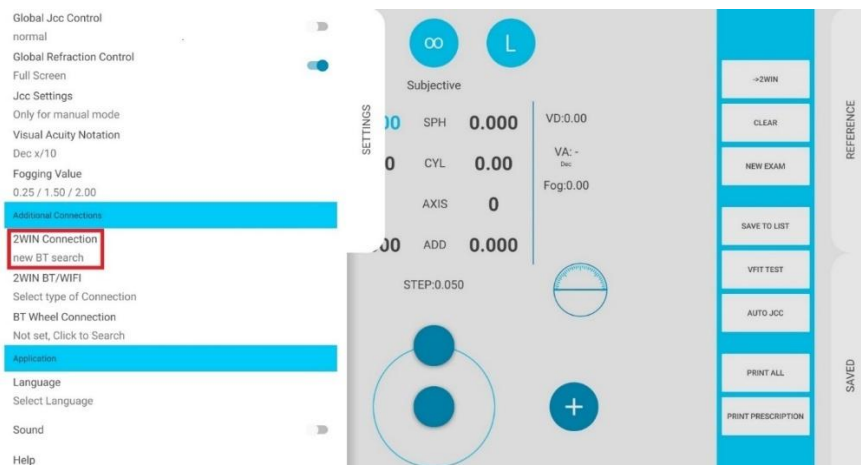 Global Jcc Control
normal
Global Refraction Control
Full Screen
Jcc Settings
Only for manual mode
Visual Acuity Notation
Dec x/10
Fogging Value
0.25 / 1.50 / 2.00
Additional Connections
2WIN Connection
new BT search
2WIN BT/WIFI
Select type of Connection
BT Wheel Connection
Not set, Click to Search
Application
Language
Select Language
Sound
Help
SETTINGS
∞ L
Subjective
00 SPH 0.000 VD:0.00
VA: -
Dec
0 CYL 0.00
Fog:0.00
AXIS 0
00 ADD 0.000
STEP:0.050
+
->2WIN
CLEAR
NEW EXAM
SAVE TO LIST
VFIT TEST
AUTO JCC
PRINT ALL
PRINT PRESCRIPTION
REFERENCE
SAVED